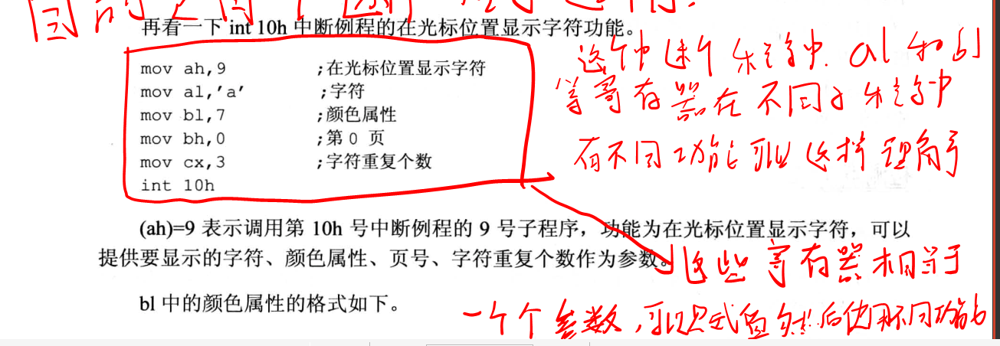 再看一下 int 10h 中断例程的在光标位置显示字符功能。
mov ah,9 ;在光标位置显示字符
mov al,'a' ;字符
mov bl,7 ;颜色属性
mov bh,0 ;第 0 页
mov cx,3 ;字符重复个数
int 10h
这个中断例程中. al 和 bl
等寄存器在不同子程序中
有不同功能 可以这样理解
(ah)=9 表示调用第 10h 号中断例程的 9 号子程序，功能为在光标位置显示字符，可以
提供要显示的字符、颜色属性、页号、字符重复个数作为参数。
这些寄存器相当于
bl 中的颜色属性的格式如下。
一个个参数，可以 然后使用不同功能